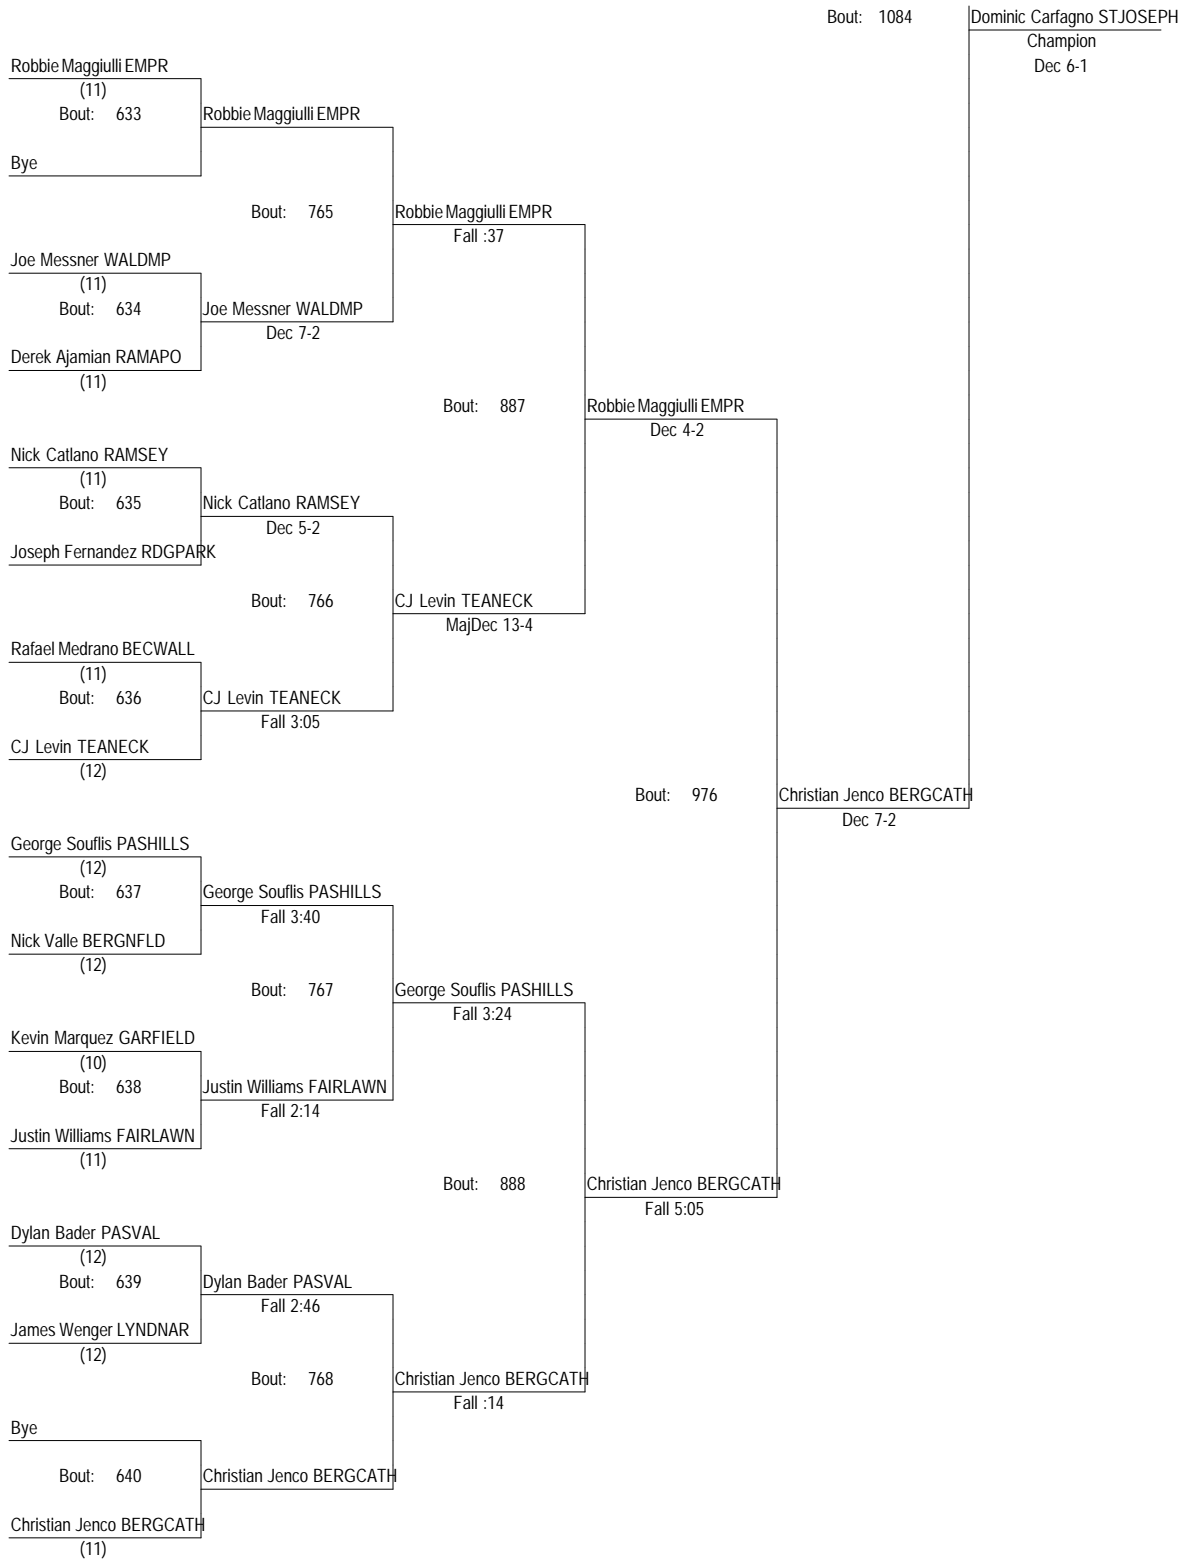 Bout: 1084
Dominic Carfagno STJOSEPH
Champion
Dec 6-1
Robbie Maggiulli EMPR
(11)
Bout: 633
Robbie Maggiulli EMPR
Bye
Bout: 765
Robbie Maggiulli EMPR
Fall :37
Joe Messner WALDMP
(11)
Bout: 634
Joe Messner WALDMP
Dec 7-2
Derek Ajamian RAMAPO
(11)
Bout: 887
Robbie Maggiulli EMPR
Dec 4-2
Nick Catlano RAMSEY
(11)
Bout: 635
Nick Catlano RAMSEY
Dec 5-2
Joseph Fernandez RDGPARK
Bout: 766
CJ Levin TEANECK
MajDec 13-4
Rafael Medrano BECWALL
(11)
Bout: 636
CJ Levin TEANECK
Fall 3:05
CJ Levin TEANECK
(12)
Bout: 976
Christian Jenco BERGCATH
Dec 7-2
George Souflis PASHILLS
(12)
Bout: 637
George Souflis PASHILLS
Fall 3:40
Nick Valle BERGNFLD
(12)
Bout: 767
George Souflis PASHILLS
Fall 3:24
Kevin Marquez GARFIELD
(10)
Bout: 638
Justin Williams FAIRLAWN
Fall 2:14
Justin Williams FAIRLAWN
(11)
Bout: 888
Christian Jenco BERGCATH
Fall 5:05
Dylan Bader PASVAL
(12)
Bout: 639
Dylan Bader PASVAL
Fall 2:46
James Wenger LYNDNAR
(12)
Bout: 768
Christian Jenco BERGCATH
Fall :14
Bye
Bout: 640
Christian Jenco BERGCATH
Christian Jenco BERGCATH
(11)